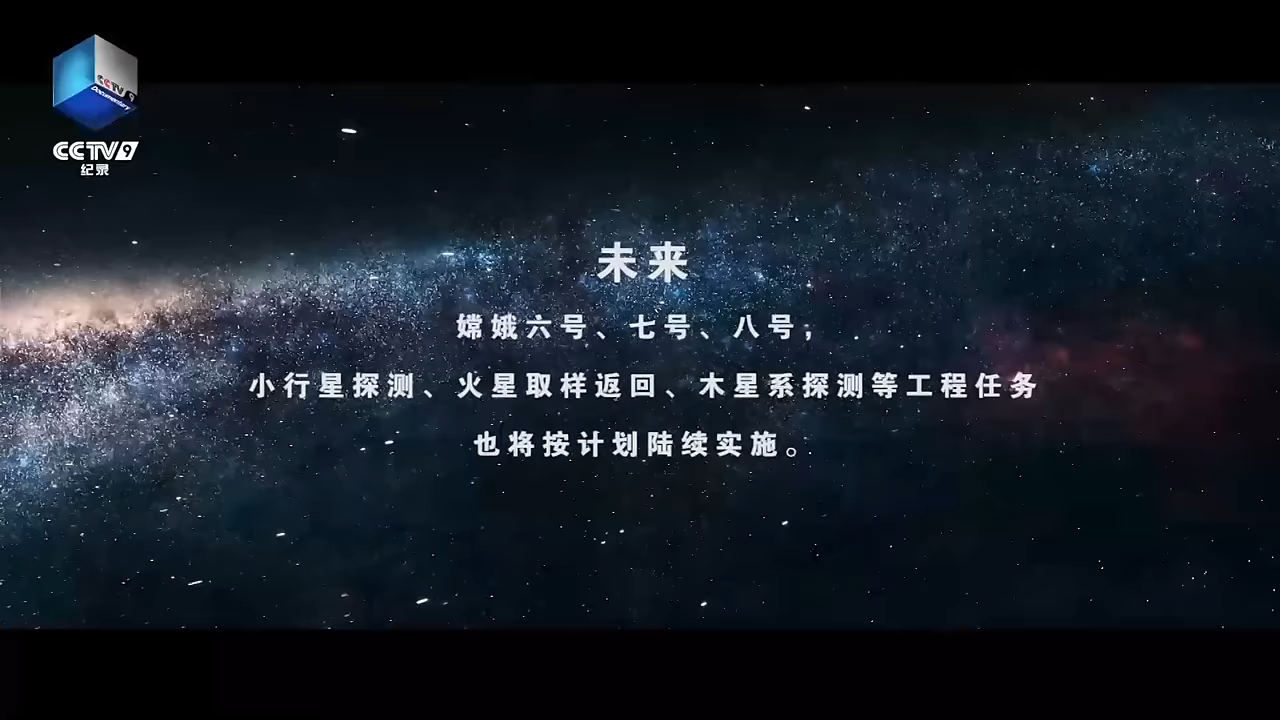 CCTV 9
Documentary
CCTV9
纪录
未来
嫦娥六号、七号、八号，
小行星探测、火星取样返回、木星系探测等工程任务
也将按计划陆续实施。